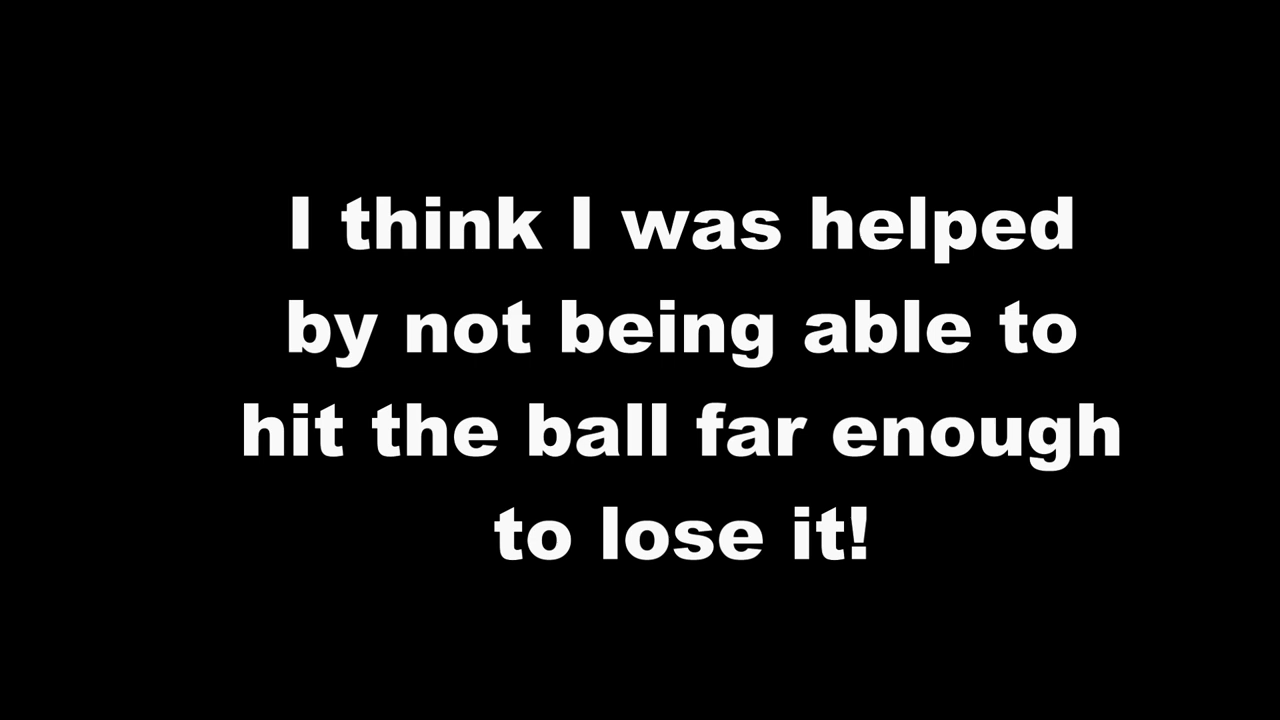 I think I was helped
by not being able to
hit the ball far enough
to lose it!